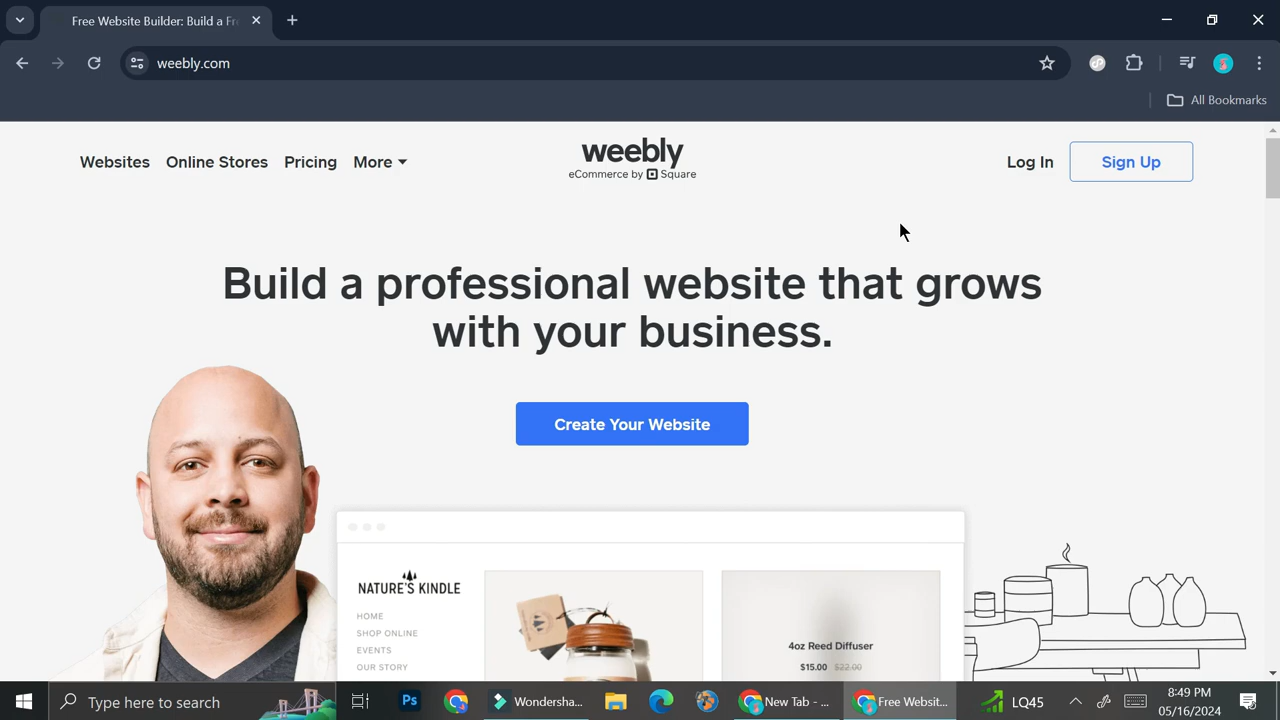 Free Website Builder: Build a Fr
weebly.com
All Bookmarks
Websites Online Stores Pricing More
weebly
eCommerce by Square
Log In Sign Up
Build a professional website that grows
with your business.
Create Your Website
NATURE'S KINDLE
HOME
SHOP ONLINE
EVENTS
OUR STORY
4oz Reed Diffuser
$15.00 $22.00
Type here to search
Ps
Wondersha...
New Tab - ...
Free Websit...
LQ45
8:49 PM
05/16/2024